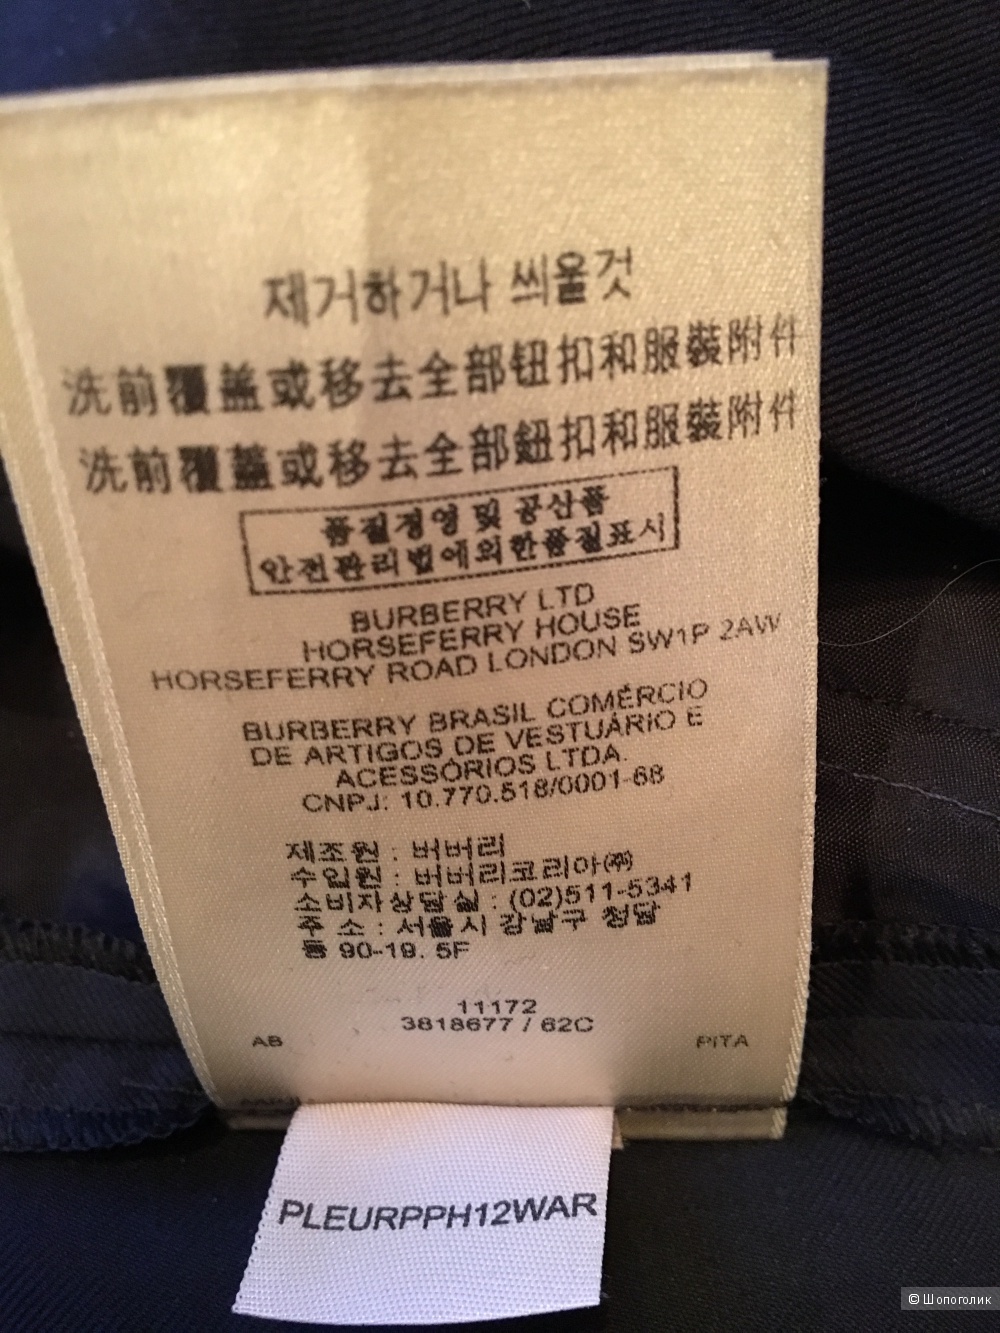 제거하거나 씌울것
洗前覆盖或移去全部钮扣和服裝附件
洗前覆蓋或移去全部鈕扣和服裝附件
품질경영 및 공산품
안전관리법에의한품질표시
BURBERRY LTD
HORSEFERRY HOUSE
HORSEFERRY ROAD LONDON SW1P 2AW
BURBERRY BRASIL COMÉRCIO
DE ARTIGOS DE VESTUÁRIO E
ACESSÓRIOS LTDA.
CNPJ: 10.770.518/0001-68
제조원 : 버버리
수입원 : 버버리코리아(주)
소비자상담실 : (02)511-5341
주 소 : 서울시 강남구 청담
동 90-19. 5F
11172
3818677 / 62C
AB PITA
PLEURPPH12WAR
© Шопоголик